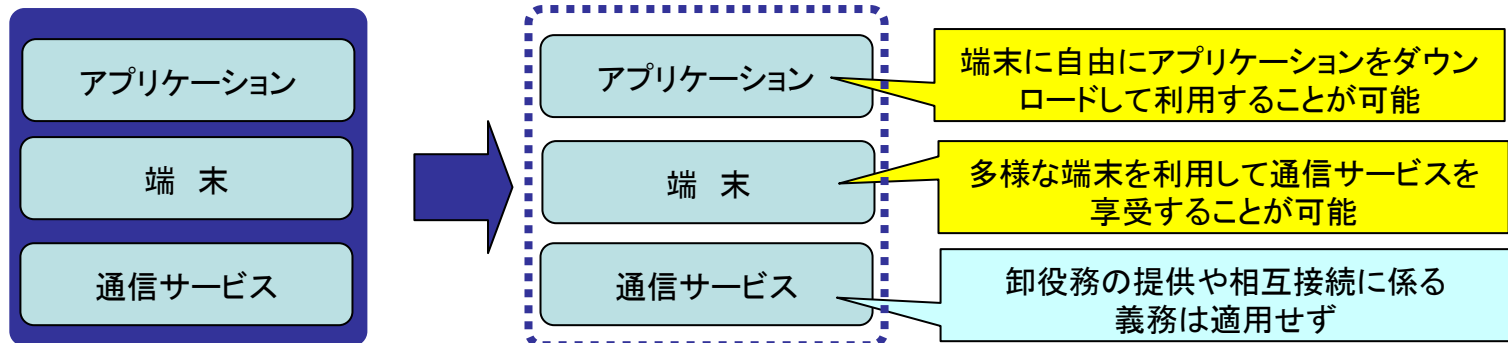 アプリケーション
端 末
通信サービス
アプリケーション
端末に自由にアプリケーションをダウン
ロードして利用することが可能
端 末
多様な端末を利用して通信サービスを
享受することが可能
通信サービス
卸役務の提供や相互接続に係る
義務は適用せず